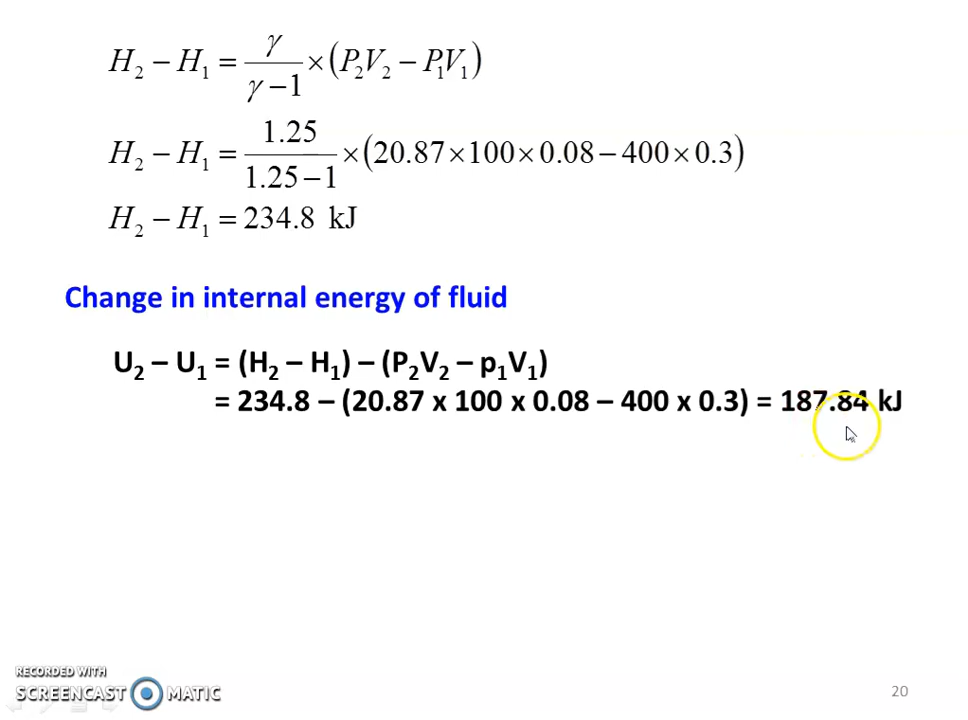 H₂ − H₁ = γ / (γ − 1) × (P₂V₂ − P₁V₁)
H₂ − H₁ = 1.25 / (1.25 − 1) × (20.87 × 100 × 0.08 − 400 × 0.3)
H₂ − H₁ = 234.8 kJ
Change in internal energy of fluid
U₂ – U₁ = (H₂ – H₁) – (P₂V₂ – p₁V₁)
= 234.8 – (20.87 x 100 x 0.08 – 400 x 0.3) = 187.84 kJ
RECORDED WITH
SCREENCAST MATIC
20